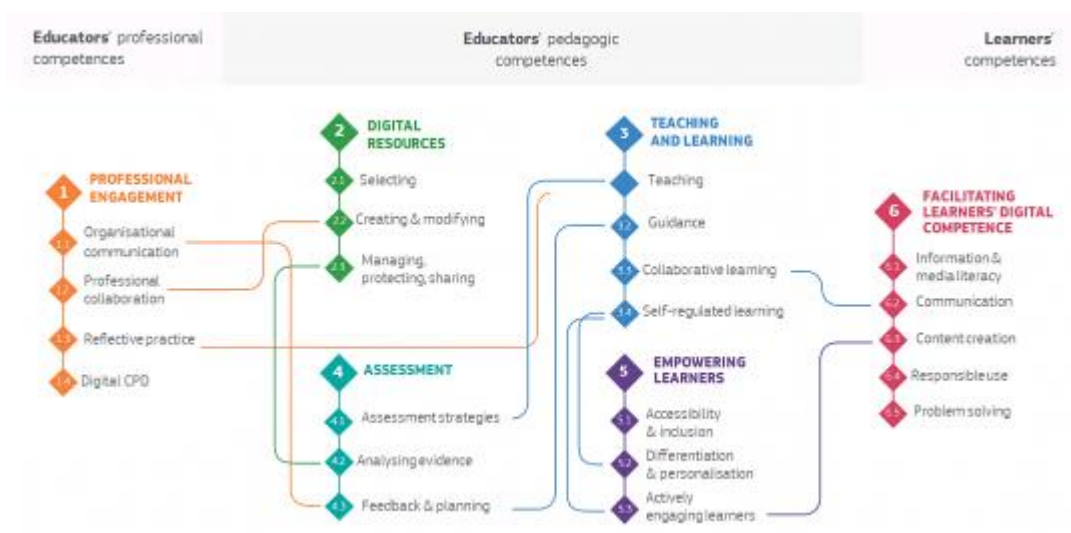 Educators' professional
competences
Educators' pedagogic
competences
Learners'
competences
1
PROFESSIONAL
ENGAGEMENT
1.1
Organisational
communication
1.2
Professional
collaboration
1.3
Reflective practice
1.4
Digital CPD
2
DIGITAL
RESOURCES
2.1
Selecting
2.2
Creating & modifying
2.3
Managing,
protecting, sharing
3
TEACHING
AND LEARNING
Teaching
3.2
Guidance
3.3
Collaborative learning
3.4
Self-regulated learning
4
ASSESSMENT
4.1
Assessment strategies
4.2
Analysing evidence
4.3
Feedback & planning
5
EMPOWERING
LEARNERS
5.1
Accessibility
& inclusion
5.2
Differentiation
& personalisation
5.3
Actively
engaging learners
6
FACILITATING
LEARNERS' DIGITAL
COMPETENCE
6.1
Information &
media literacy
6.2
Communication
6.3
Content creation
6.4
Responsible use
6.5
Problem solving